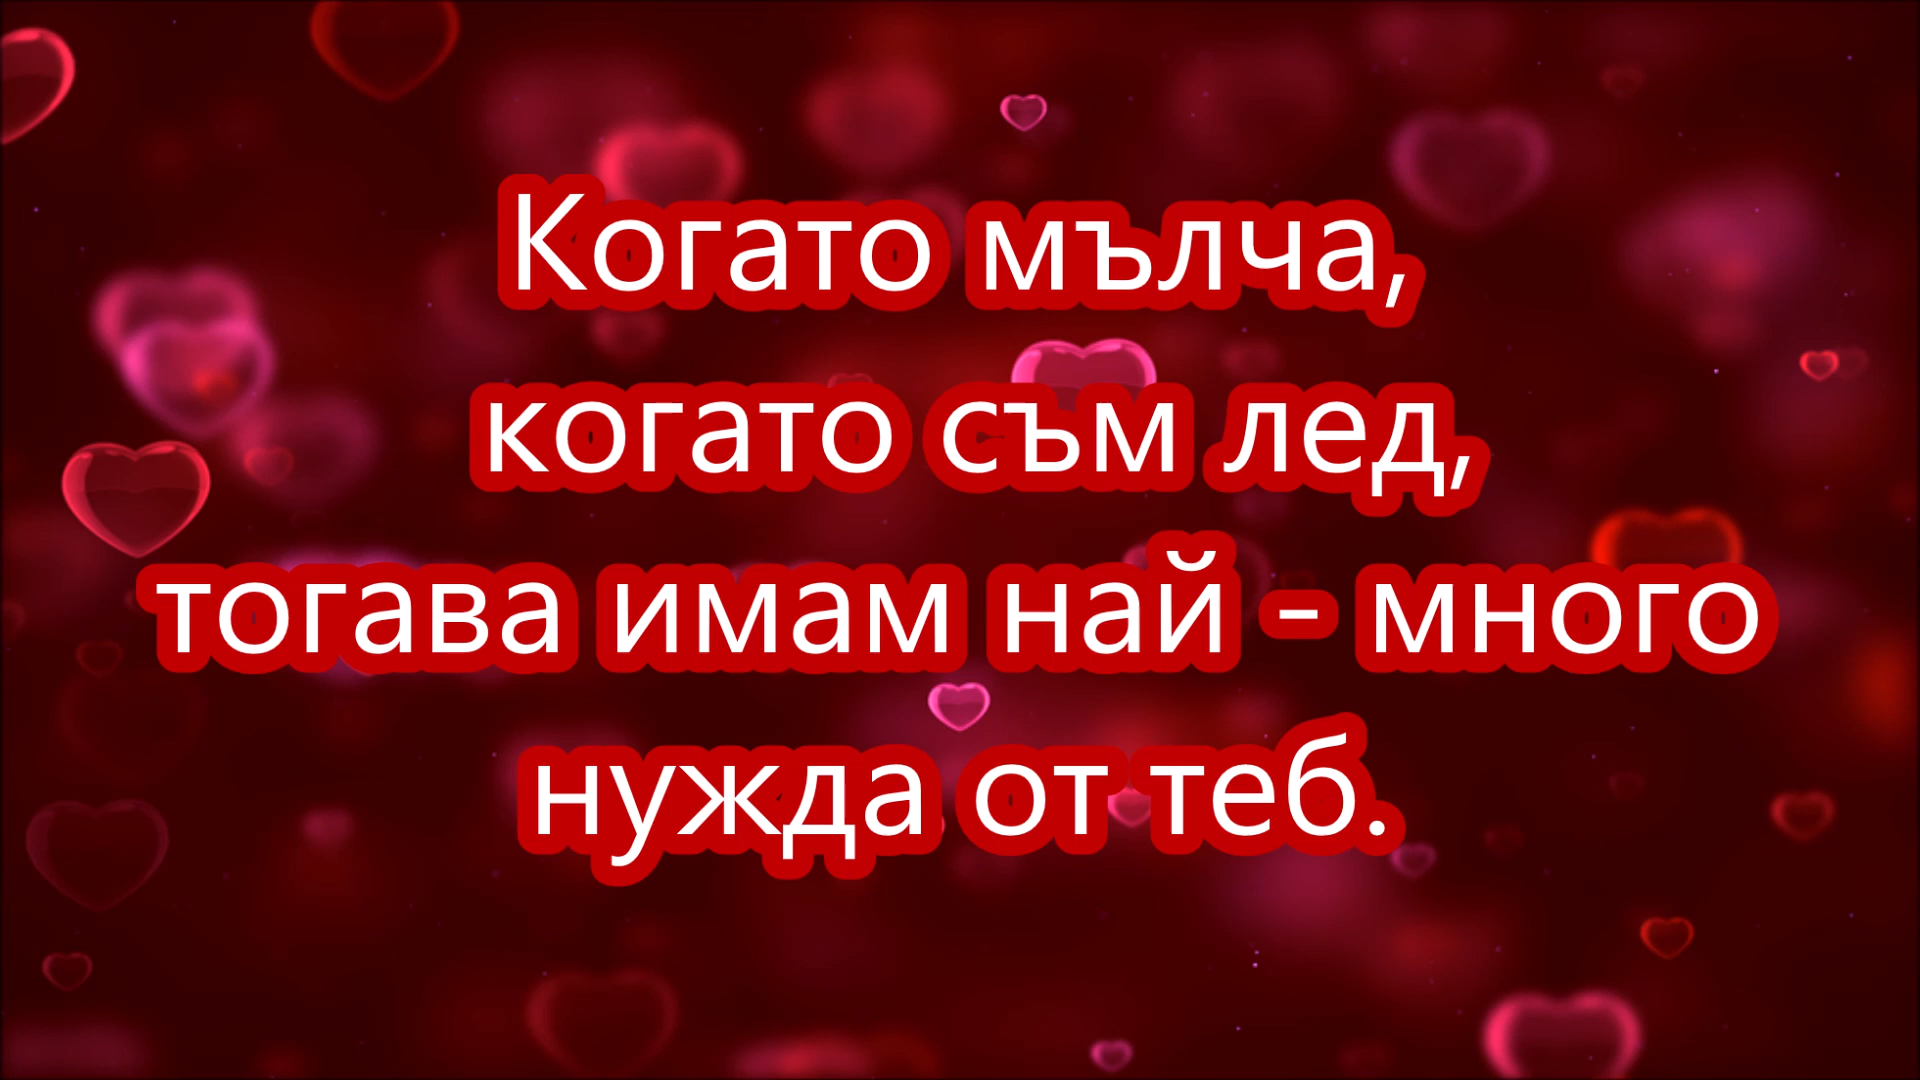 Когато мълча,
когато съм лед,
тогава имам най - много
нужда от теб.